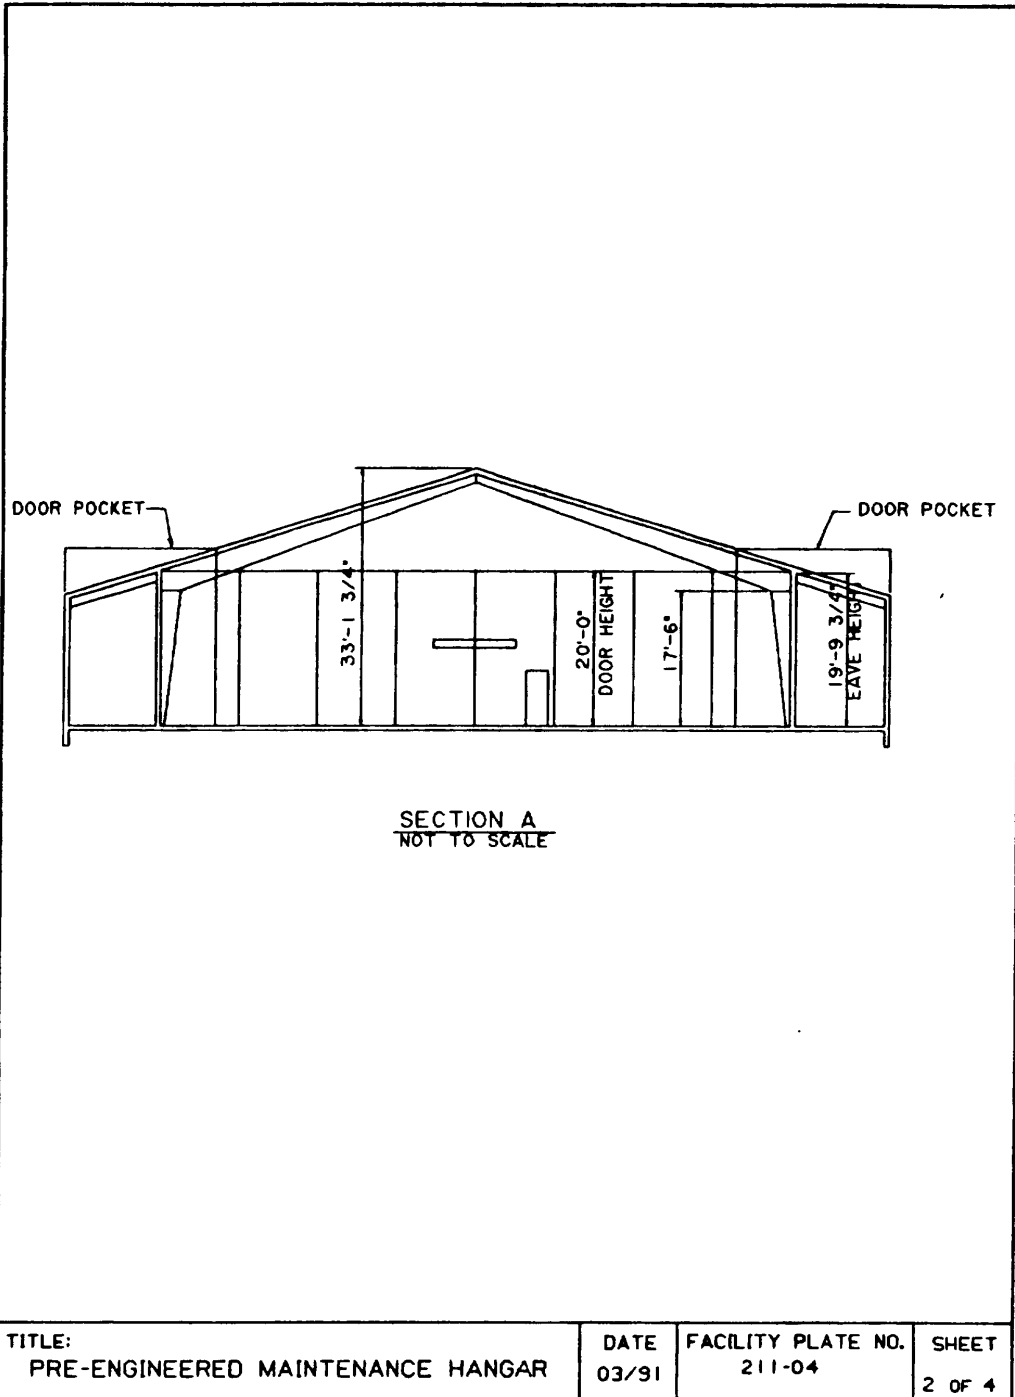 DOOR POCKET
DOOR POCKET
33'-1 3/4"
20'-0"
DOOR HEIGHT
17'-6"
19'-9 3/4"
EAVE HEIGHT
SECTION A
NOT TO SCALE
TITLE:
PRE-ENGINEERED MAINTENANCE HANGAR
DATE
03/91
FACILITY PLATE NO.
211-04
SHEET
2 OF 4